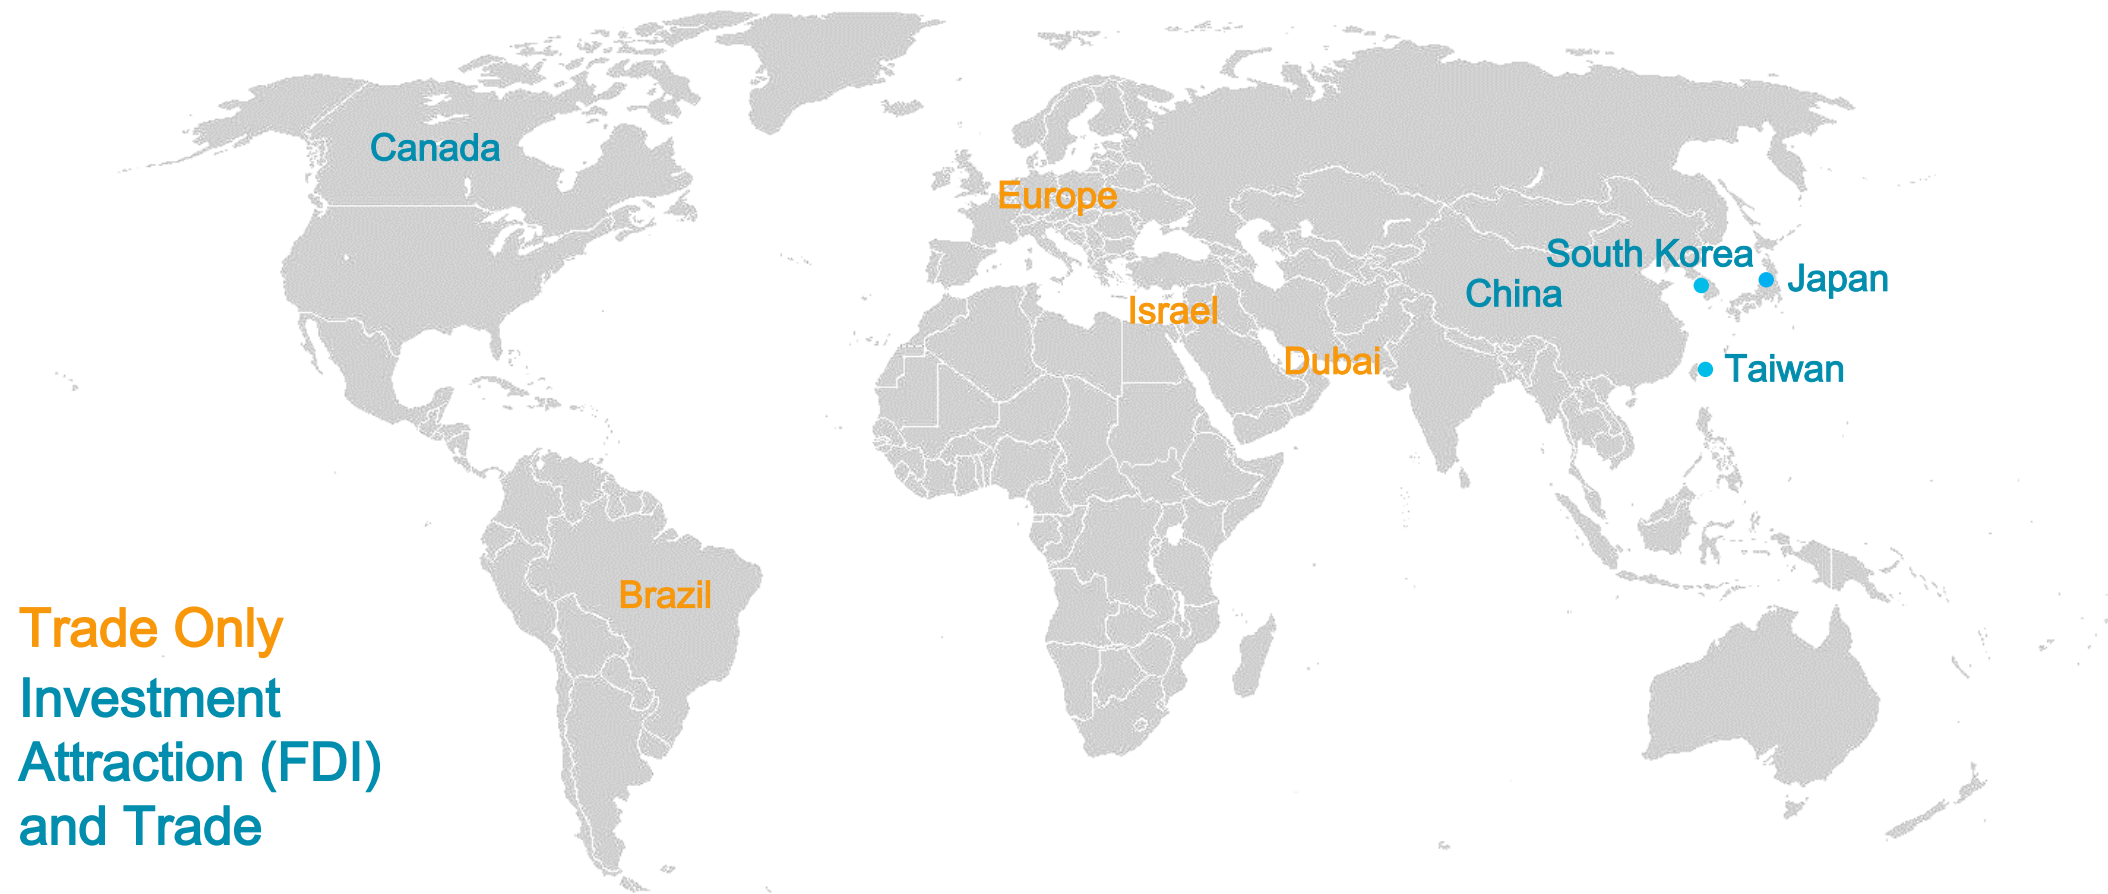 Canada
Europe
South Korea
Japan
China
Israel
Dubai
Taiwan
Brazil
Trade Only
Investment
Attraction (FDI)
and Trade